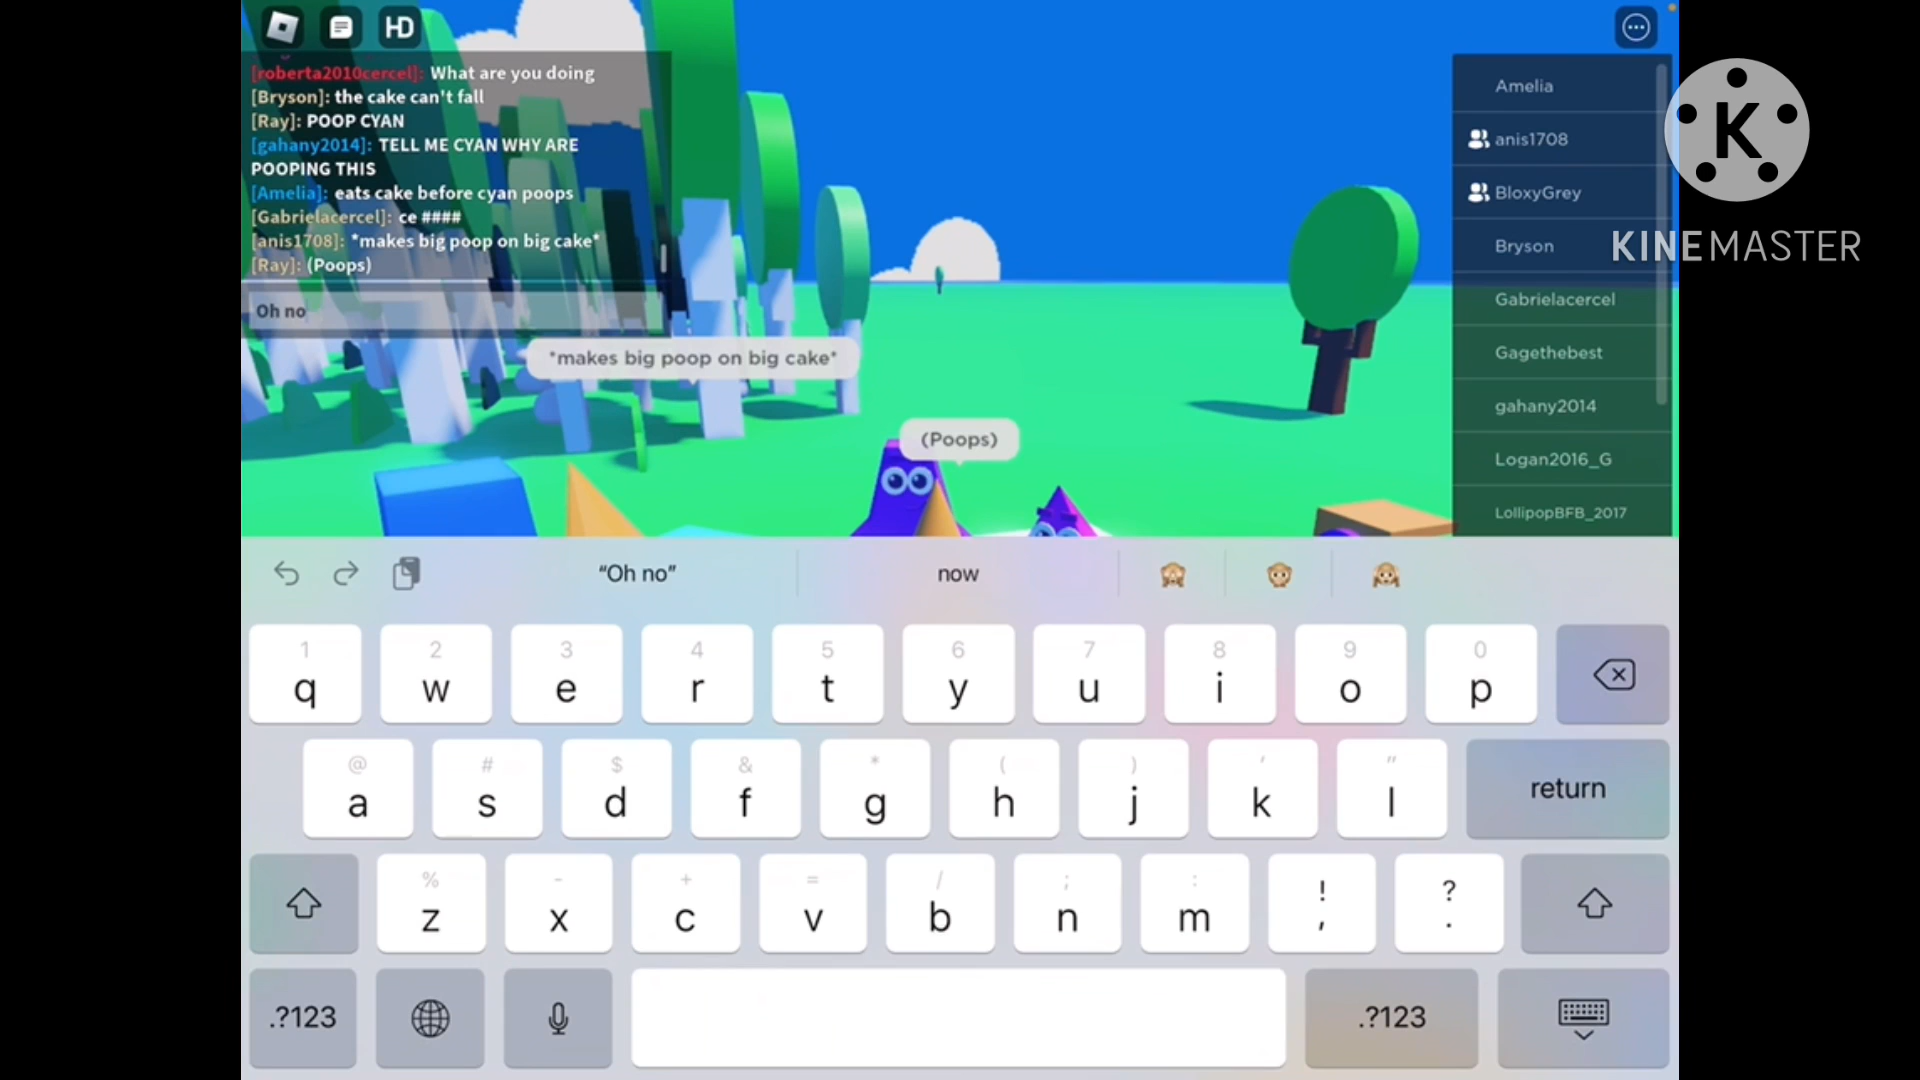 HD
[roberta2010cercel]: What are you doing
[Bryson]: the cake can't fall
[Ray]: POOP CYAN
[gahany2014]: TELL ME CYAN WHY ARE
POOPING THIS
[Amelia]: eats cake before cyan poops
[Gabrielacercel]: ce ####
[anis1708]: *makes big poop on big cake*
[Ray]: (Poops)
Oh no
*makes big poop on big cake*
(Poops)
Amelia
anis1708
BloxyGrey
Bryson
Gabrielacercel
Gagethebest
gahany2014
Logan2016_G
LollipopBFB_2017
K
KINEMASTER
“Oh no”
now
1 2 3 4 5 6 7 8 9 0
q w e r t y u i o p
@ # $ & * ( ) ' "
a s d f g h j k l
return
% - + = / ; : ! ?
z x c v b n m , .
.?123
.?123